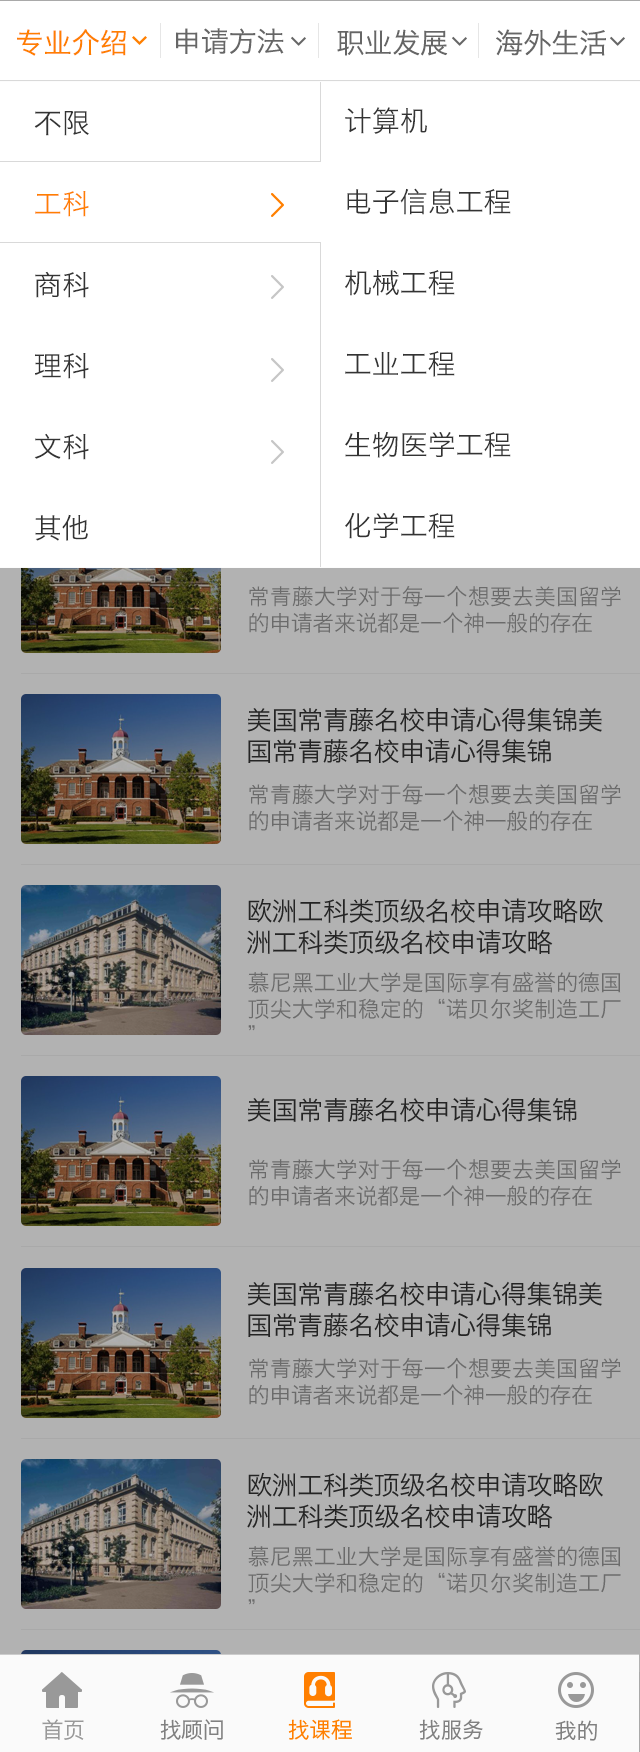 专业介绍 申请方法 职业发展 海外生活
不限
工科
商科
理科
文科
其他
计算机
电子信息工程
机械工程
工业工程
生物医学工程
化学工程
常青藤大学对于每一个想要去美国留学
的申请者来说都是一个神一般的存在
美国常青藤名校申请心得集锦美
国常青藤名校申请心得集锦
常青藤大学对于每一个想要去美国留学
的申请者来说都是一个神一般的存在
欧洲工科类顶级名校申请攻略欧
洲工科类顶级名校申请攻略
慕尼黑工业大学是国际享有盛誉的德国
顶尖大学和稳定的“诺贝尔奖制造工厂
”
美国常青藤名校申请心得集锦
常青藤大学对于每一个想要去美国留学
的申请者来说都是一个神一般的存在
美国常青藤名校申请心得集锦美
国常青藤名校申请心得集锦
常青藤大学对于每一个想要去美国留学
的申请者来说都是一个神一般的存在
欧洲工科类顶级名校申请攻略欧
洲工科类顶级名校申请攻略
慕尼黑工业大学是国际享有盛誉的德国
顶尖大学和稳定的“诺贝尔奖制造工厂
”
首页 找顾问 找课程 找服务 我的